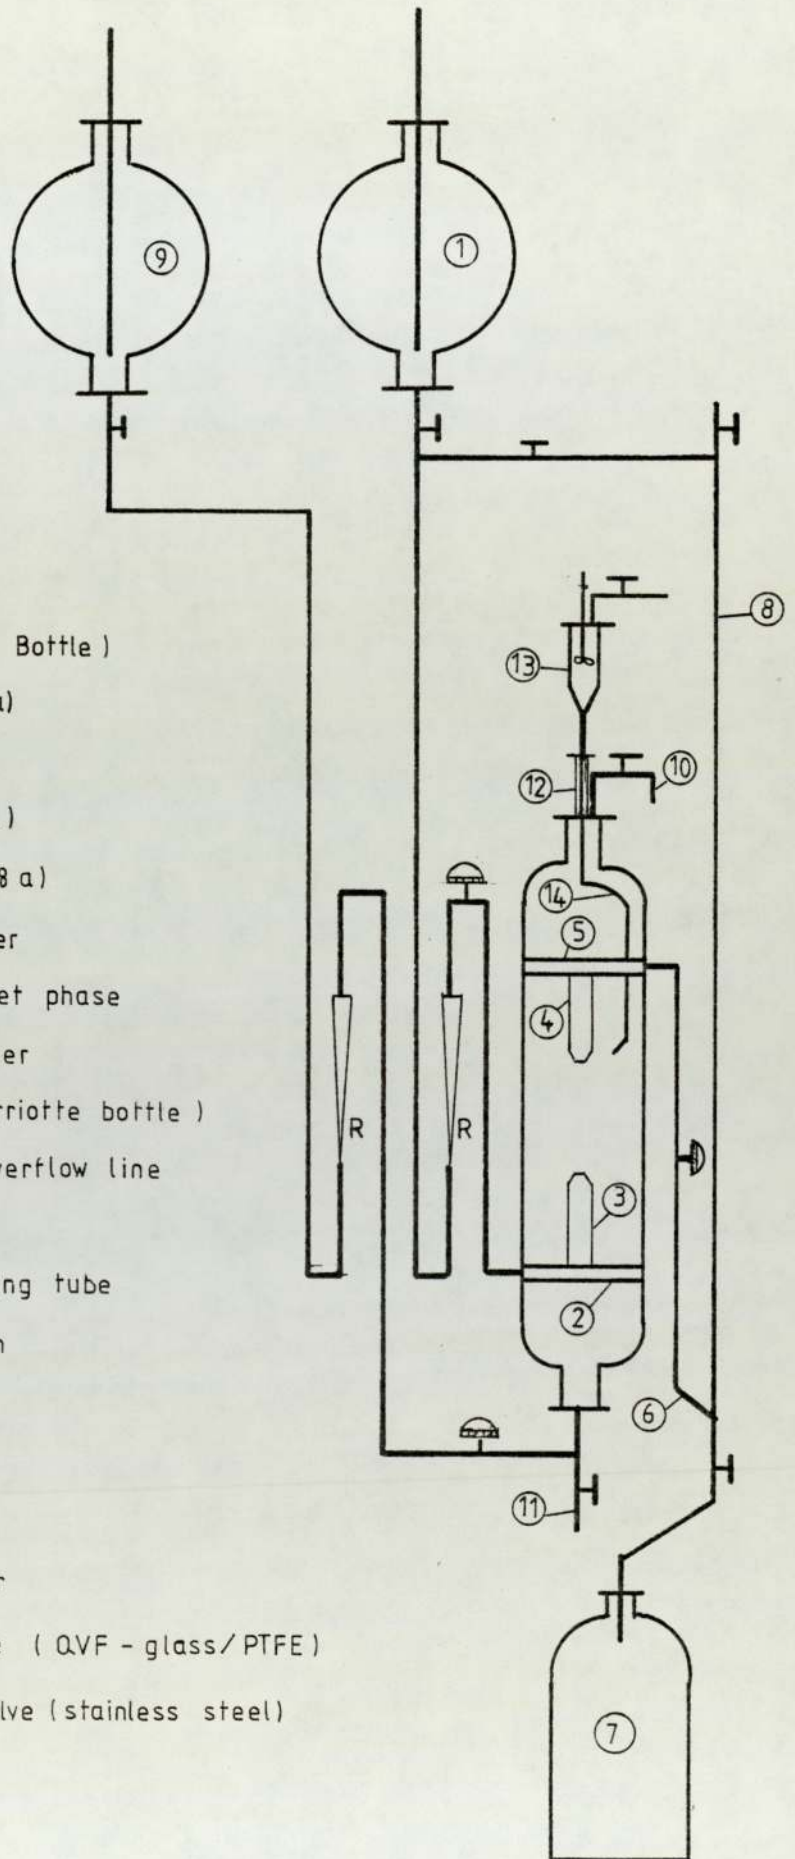 9
1
8
Bottle )
a)
13
12
10
)
8 a)
14
5
er
et phase
4
er
rriotte bottle )
R
R
verflow line
3
ng tube
2
n
6
11
r
e ( QVF - glass/PTFE )
lve ( stainless steel)
7